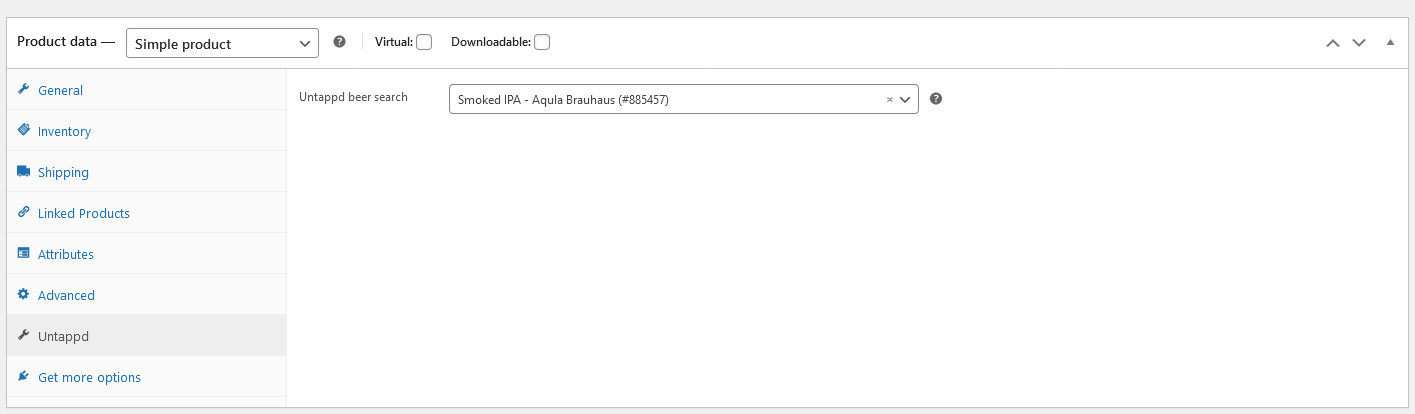 Product data — Simple product Virtual: Downloadable:
General
Inventory
Shipping
Linked Products
Attributes
Advanced
Untappd
Get more options
Untappd beer search Smoked IPA - Aqula Brauhaus (#885457) ×